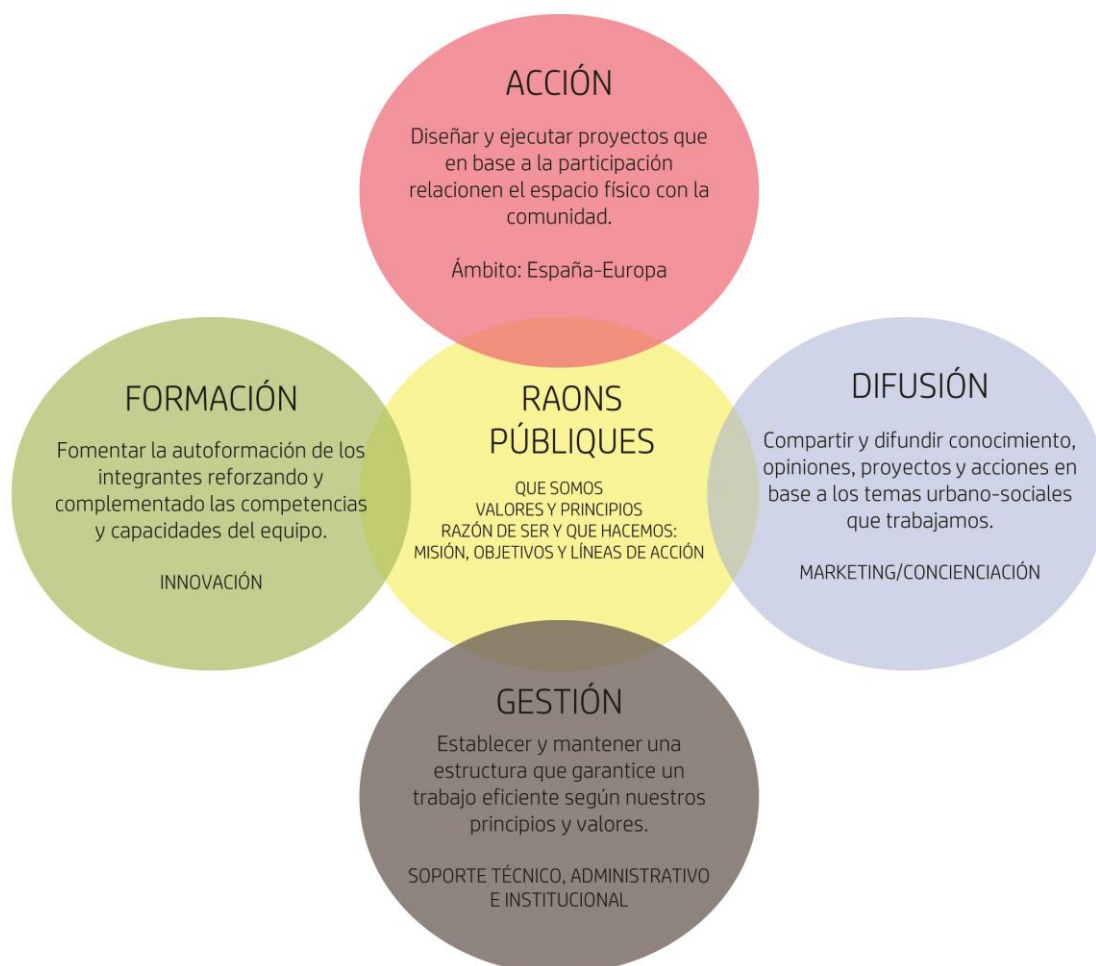 ACCIÓN
Diseñar y ejecutar proyectos que
en base a la participación
relacionen el espacio físico con la
comunidad.
Ámbito: España-Europa
FORMACIÓN
Fomentar la autoformación de los
integrantes reforzando y
complementado las competencias
y capacidades del equipo.
INNOVACIÓN
RAONS
PÚBLIQUES
QUE SOMOS
VALORES Y PRINCIPIOS
RAZÓN DE SER Y QUE HACEMOS:
MISIÓN, OBJETIVOS Y LÍNEAS DE ACCIÓN
DIFUSIÓN
Compartir y difundir conocimiento,
opiniones, proyectos y acciones en
base a los temas urbano-sociales
que trabajamos.
MARKETING/CONCIENCIACIÓN
GESTIÓN
Establecer y mantener una
estructura que garantice un
trabajo eficiente según nuestros
principios y valores.
SOPORTE TÉCNICO, ADMINISTRATIVO
E INSTITUCIONAL